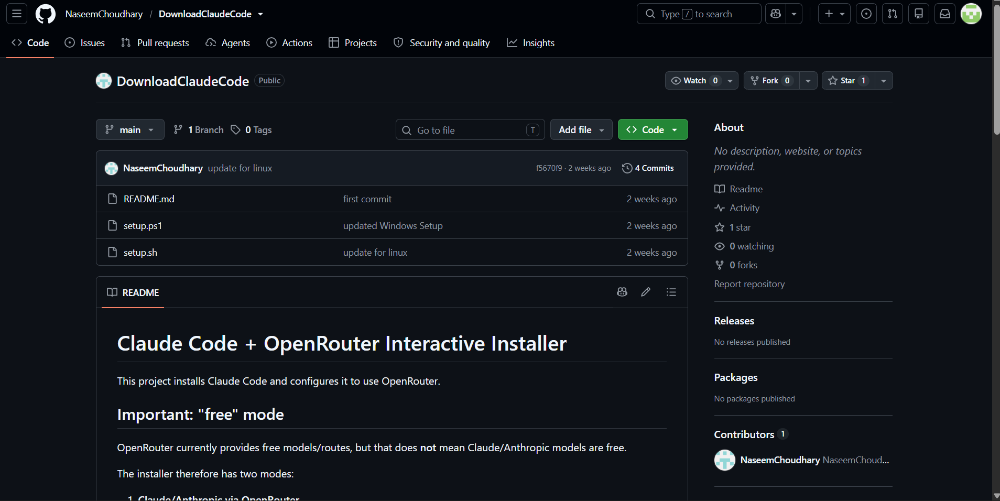 NaseemChoudhary / DownloadClaudeCode
Type / to search
Code
Issues
Pull requests
Agents
Actions
Projects
Security and quality
Insights
DownloadClaudeCode Public
Watch 0
Fork 0
Star 1
main
1 Branch
0 Tags
Go to file T
Add file
Code
NaseemChoudhary update for linux
f5670f9 · 2 weeks ago
4 Commits
README.md first commit 2 weeks ago
setup.ps1 updated Windows Setup 2 weeks ago
setup.sh update for linux 2 weeks ago
README
Claude Code + OpenRouter Interactive Installer
This project installs Claude Code and configures it to use OpenRouter.
Important: "free" mode
OpenRouter currently provides free models/routes, but that does not mean Claude/Anthropic models are free.
The installer therefore has two modes:
1. Claude/Anthropic via OpenRouter
About
No description, website, or topics
provided.
Readme
Activity
1 star
0 watching
0 forks
Report repository
Releases
No releases published
Packages
No packages published
Contributors 1
NaseemChoudhary NaseemChoud...